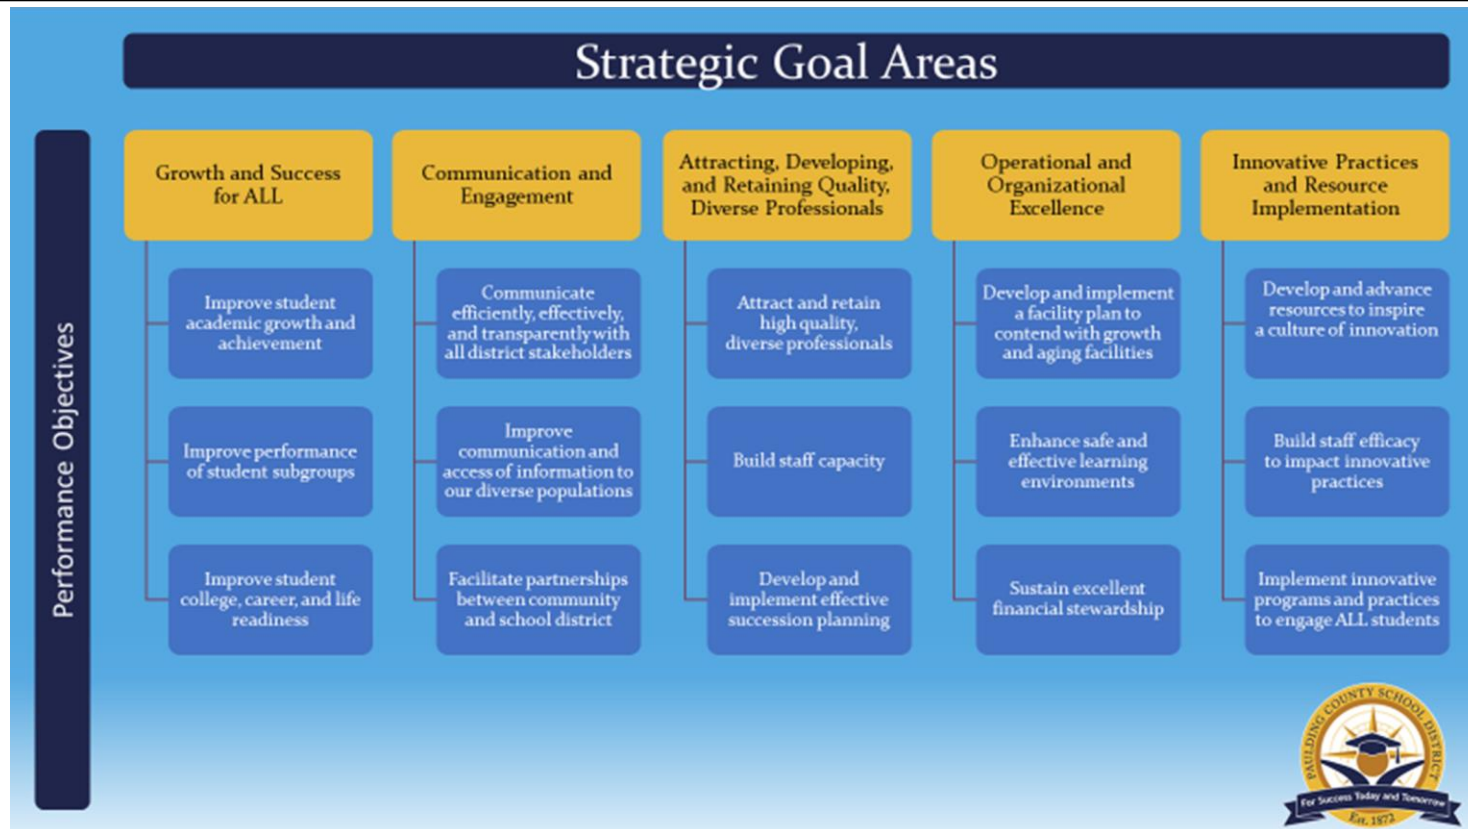 Strategic Goal Areas
Performance Objectives
Growth and Success
for ALL
Improve student
academic growth and
achievement
Improve performance
of student subgroups
Improve student
college, career, and life
readiness
Communication and
Engagement
Communicate
efficiently, effectively,
and transparently with
all district stakeholders
Improve
communication and
access of information to
our diverse populations
Facilitate partnerships
between community
and school district
Attracting, Developing,
and Retaining Quality,
Diverse Professionals
Attract and retain
high quality,
diverse professionals
Build staff capacity
Develop and
implement effective
succession planning
Operational and
Organizational
Excellence
Develop and implement
a facility plan to
contend with growth
and aging facilities
Enhance safe and
effective learning
environments
Sustain excellent
financial stewardship
Innovative Practices
and Resource
Implementation
Develop and advance
resources to inspire
a culture of innovation
Build staff efficacy
to impact innovative
practices
Implement innovative
programs and practices
to engage ALL students
PAULDING COUNTY SCHOOL DISTRICT
For Success Today and Tomorrow
Est. 1872